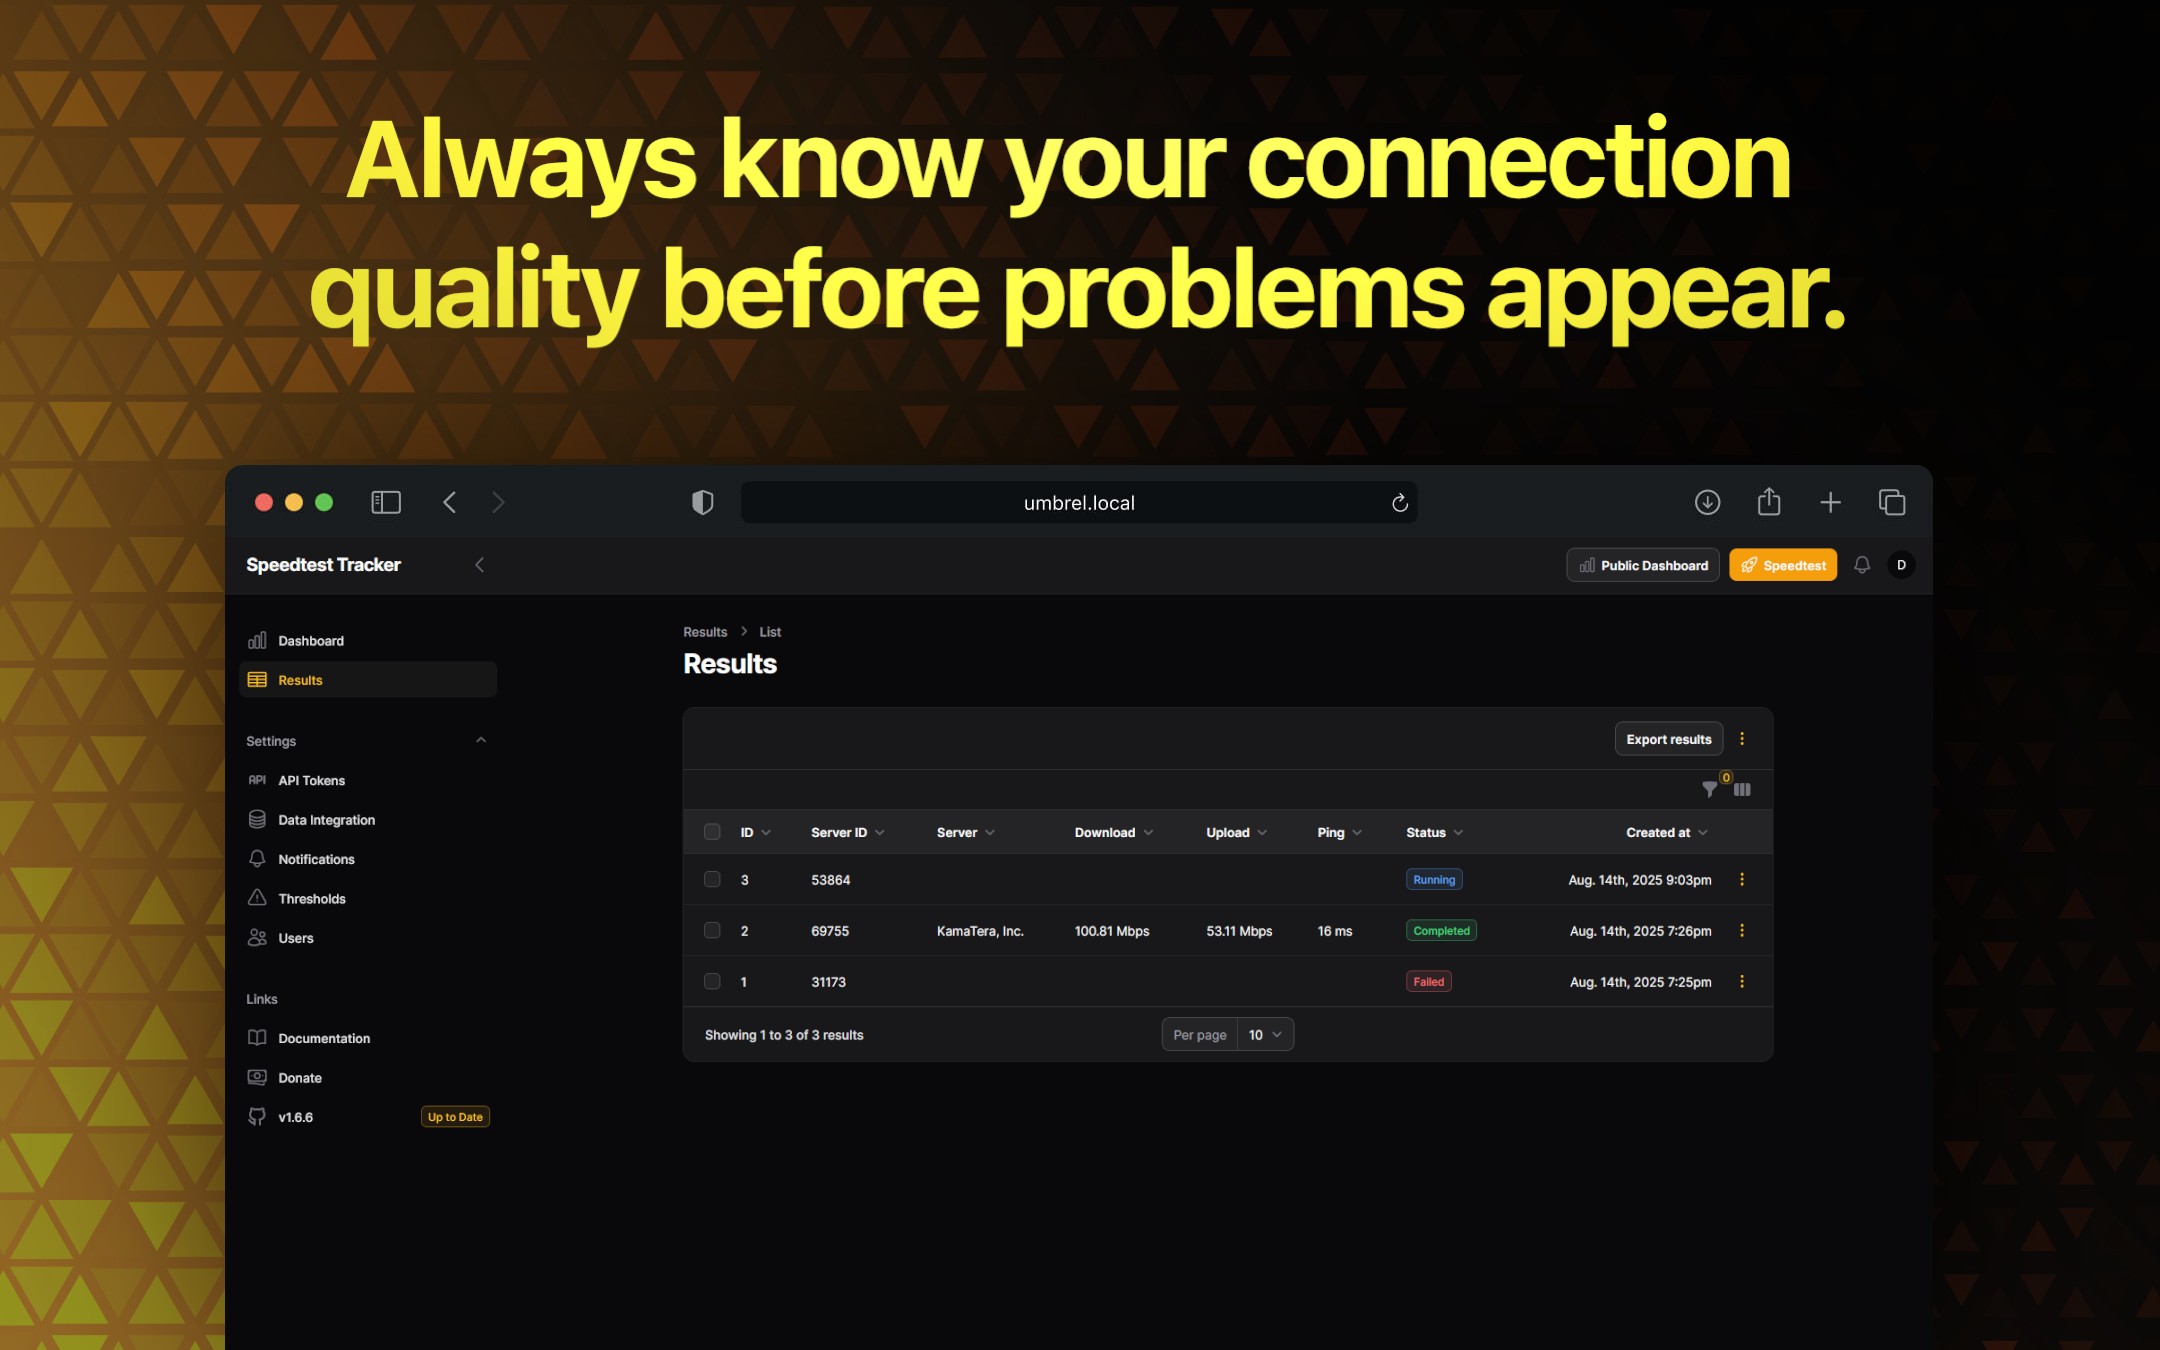 Always know your connection
quality before problems appear.
umbrel.local
Speedtest Tracker
Public Dashboard
Speedtest
D
Dashboard
Results
Settings
API API Tokens
Data Integration
Notifications
Thresholds
Users
Links
Documentation
Donate
v1.6.6 Up to Date
Results > List
Results
Export results
0
ID Server ID Server Download Upload Ping Status Created at
3 53864 Running Aug. 14th, 2025 9:03pm
2 69755 KamaTera, Inc. 100.81 Mbps 53.11 Mbps 16 ms Completed Aug. 14th, 2025 7:26pm
1 31173 Failed Aug. 14th, 2025 7:25pm
Showing 1 to 3 of 3 results Per page 10